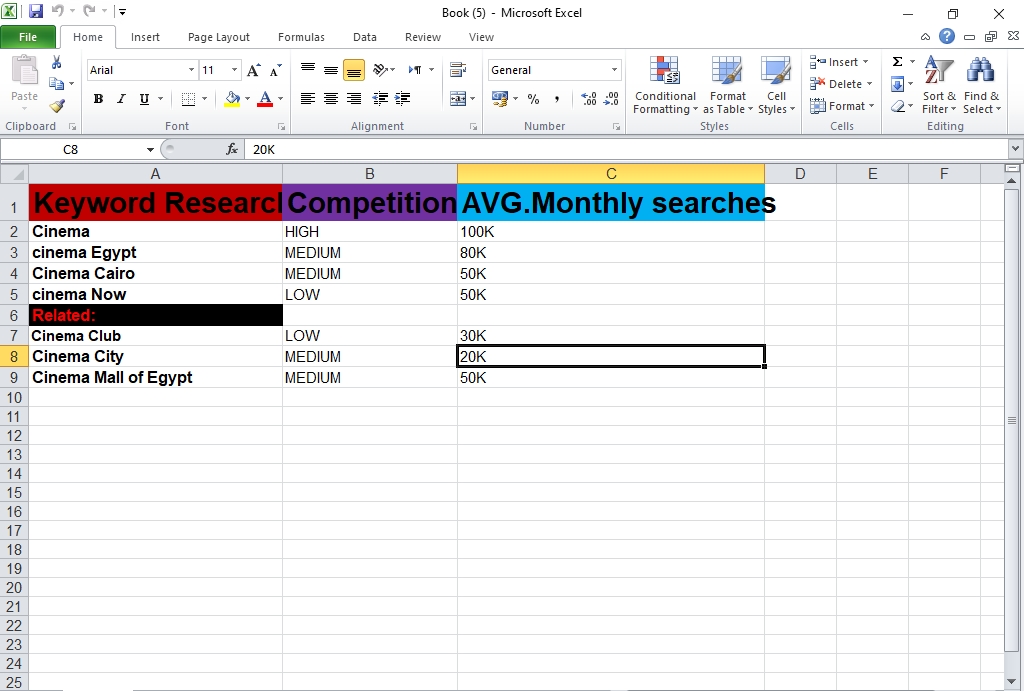 Book (5) - Microsoft Excel
File Home Insert Page Layout Formulas Data Review View
Paste
Arial 11
B I U
General
%
Conditional Formatting
Format as Table
Cell Styles
Insert
Delete
Format
Σ
Sort & Filter
Find & Select
Clipboard Font Alignment Number Styles Cells Editing
C8 fx 20K
A B C D E F
1 Keyword Researc Competition AVG.Monthly searches
2 Cinema HIGH 100K
3 cinema Egypt MEDIUM 80K
4 Cinema Cairo MEDIUM 50K
5 cinema Now LOW 50K
6 Related:
7 Cinema Club LOW 30K
8 Cinema City MEDIUM 20K
9 Cinema Mall of Egypt MEDIUM 50K
10
11
12
13
14
15
16
17
18
19
20
21
22
23
24
25